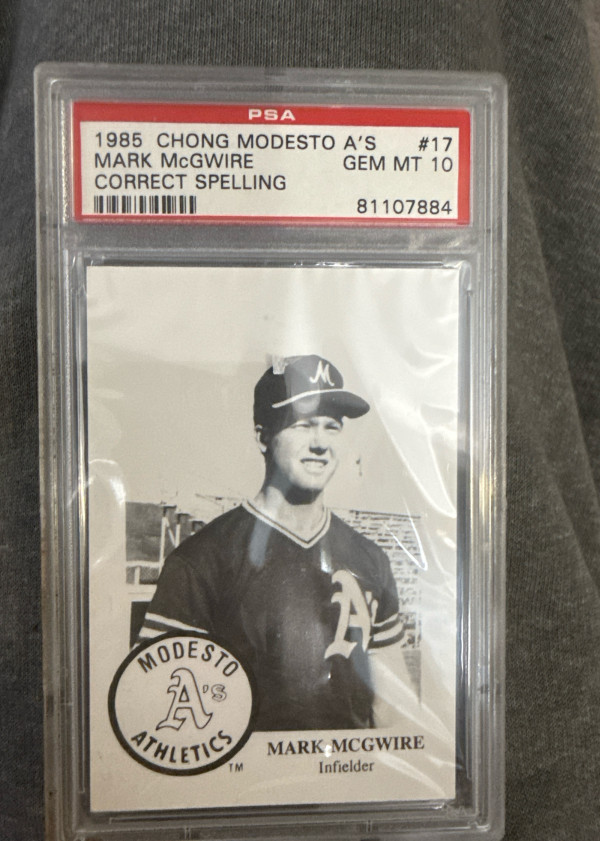 PSA
1985 CHONG MODESTO A'S #17
MARK McGWIRE GEM MT 10
CORRECT SPELLING
81107884
M
A's
MODESTO
A's
ATHLETICS
TM
MARK MCGWIRE
Infielder